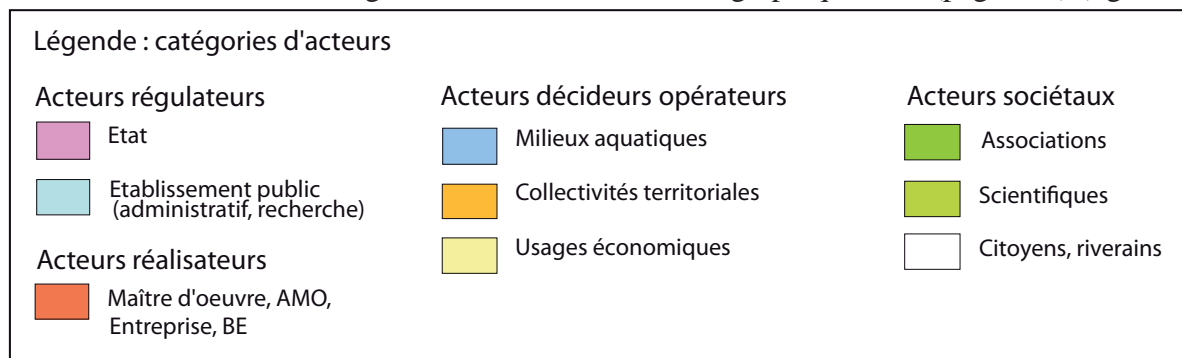 Légende : catégories d'acteurs
Acteurs régulateurs
Etat
Etablissement public
(administratif, recherche)
Acteurs réalisateurs
Maître d'oeuvre, AMO,
Entreprise, BE
Acteurs décideurs opérateurs
Milieux aquatiques
Collectivités territoriales
Usages économiques
Acteurs sociétaux
Associations
Scientifiques
Citoyens, riverains